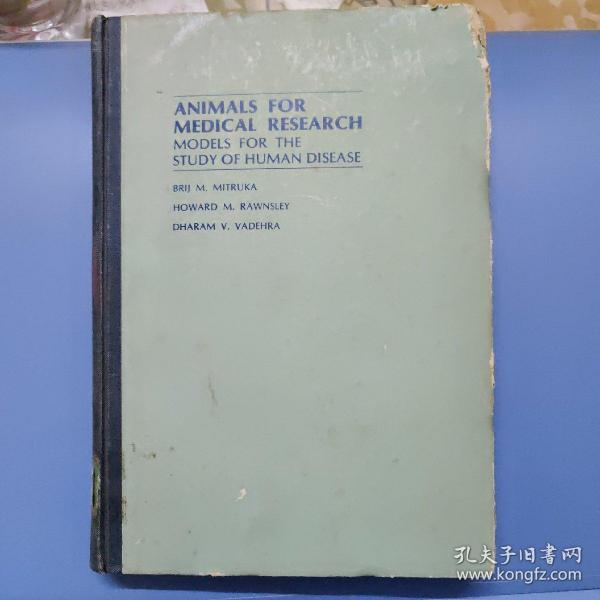 ANIMALS FOR
MEDICAL RESEARCH
MODELS FOR THE
STUDY OF HUMAN DISEASE
BRIJ M. MITRUKA
HOWARD M. RAWNSLEY
DHARAM V. VADEHRA
孔夫子旧书网
www.kongfz.com